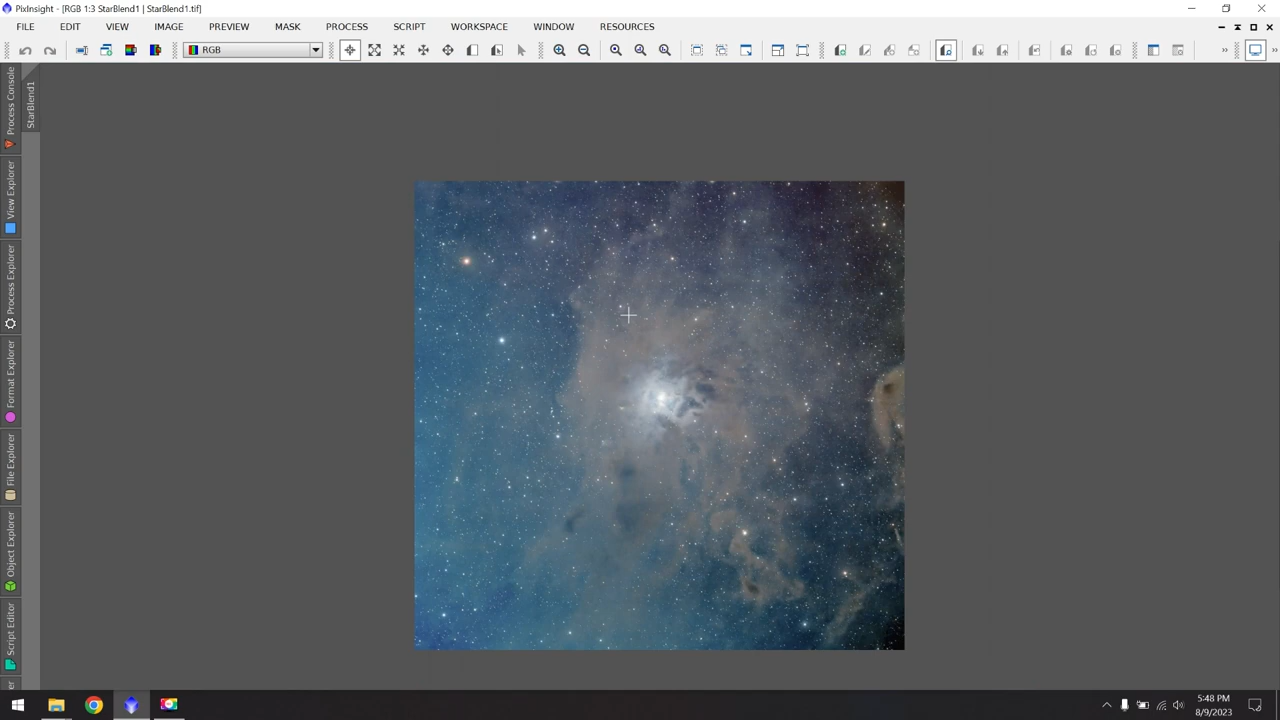 PixInsight - [RGB 1:3 StarBlend1 | StarBlend1.tif]
FILE EDIT VIEW IMAGE PREVIEW MASK PROCESS SCRIPT WORKSPACE WINDOW RESOURCES
RGB
StarBlend1
Process Console
View Explorer
Process Explorer
Format Explorer
File Explorer
Object Explorer
Script Editor
5:48 PM
8/9/2023